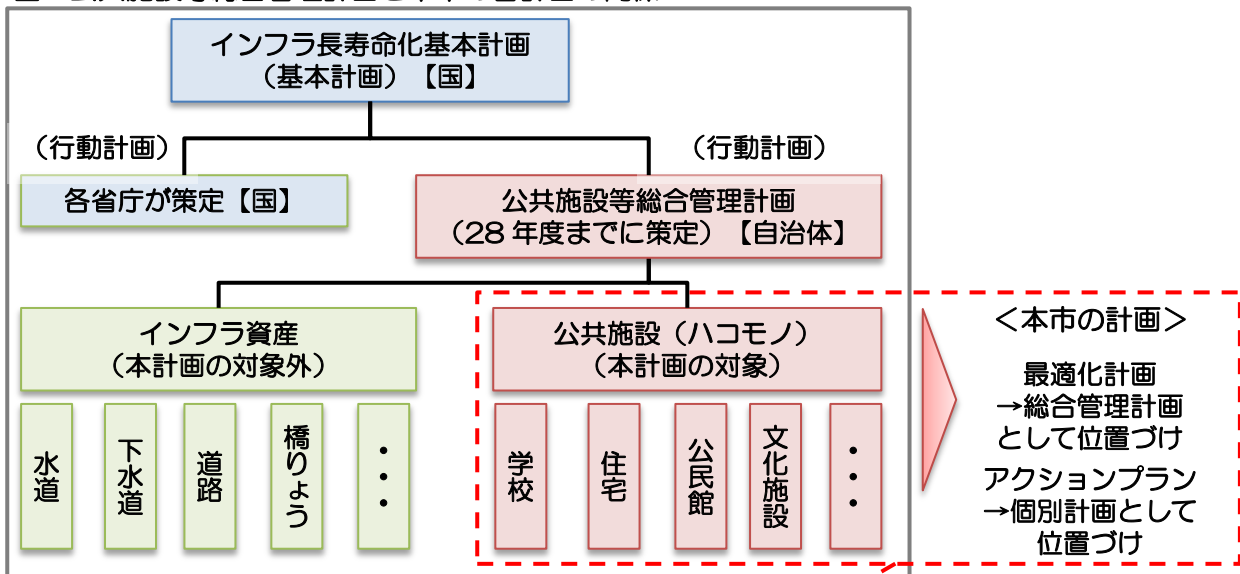 インフラ長寿命化基本計画
（基本計画）【国】
（行動計画）
（行動計画）
各省庁が策定【国】
公共施設等総合管理計画
（28年度までに策定）【自治体】
インフラ資産
（本計画の対象外）
公共施設（ハコモノ）
（本計画の対象）
水道
下水道
道路
橋りょう
・・・
学校
住宅
公民館
文化施設
・・・
＜本市の計画＞
最適化計画
→総合管理計画
として位置づけ
アクションプラン
→個別計画として
位置づけ